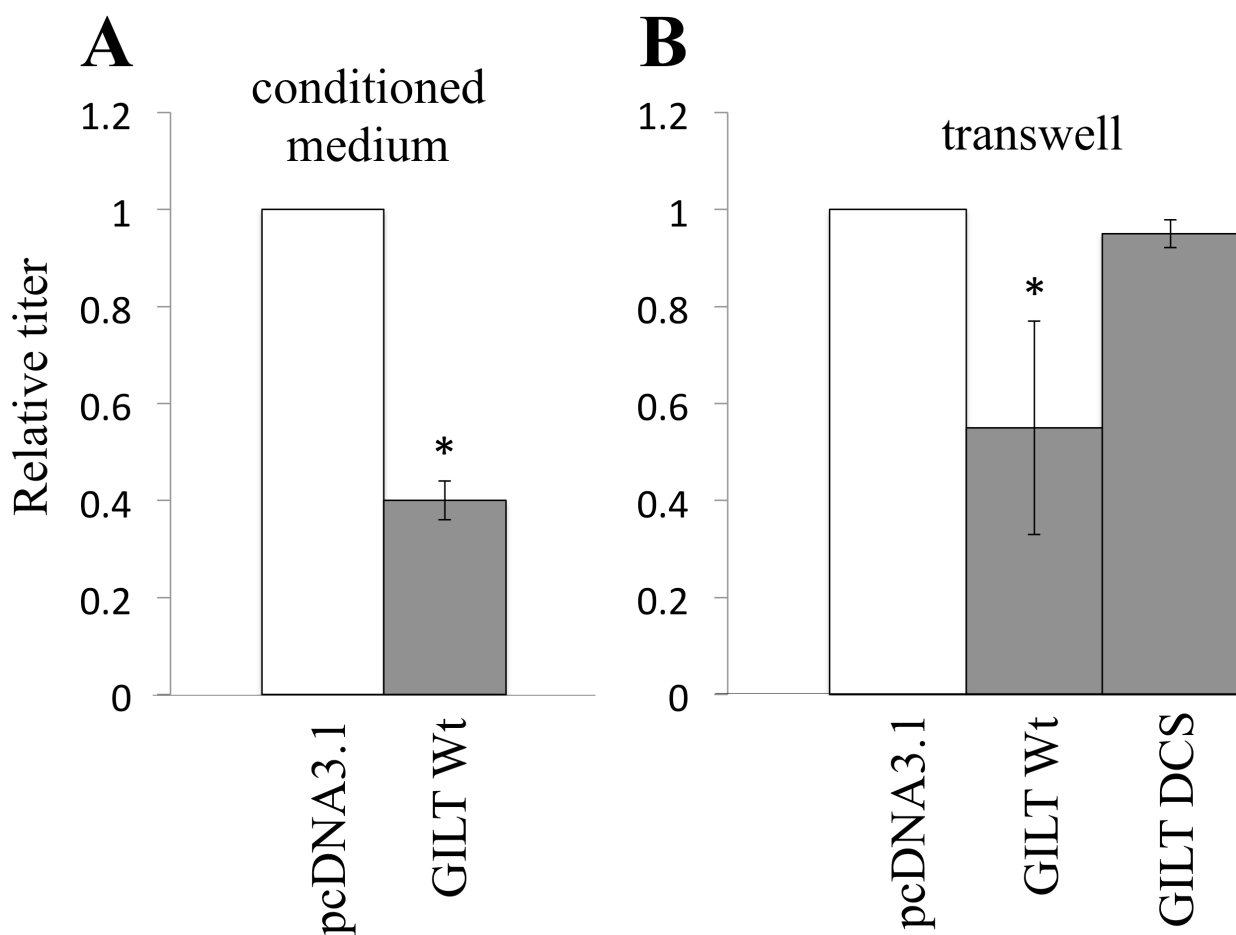 A
conditioned
medium
Relative titer
1.2
1
0.8
0.6
0.4
0.2
0
*
pcDNA3.1
GILT Wt
B
transwell
1.2
1
0.8
0.6
0.4
0.2
0
*
pcDNA3.1
GILT Wt
GILT DCS